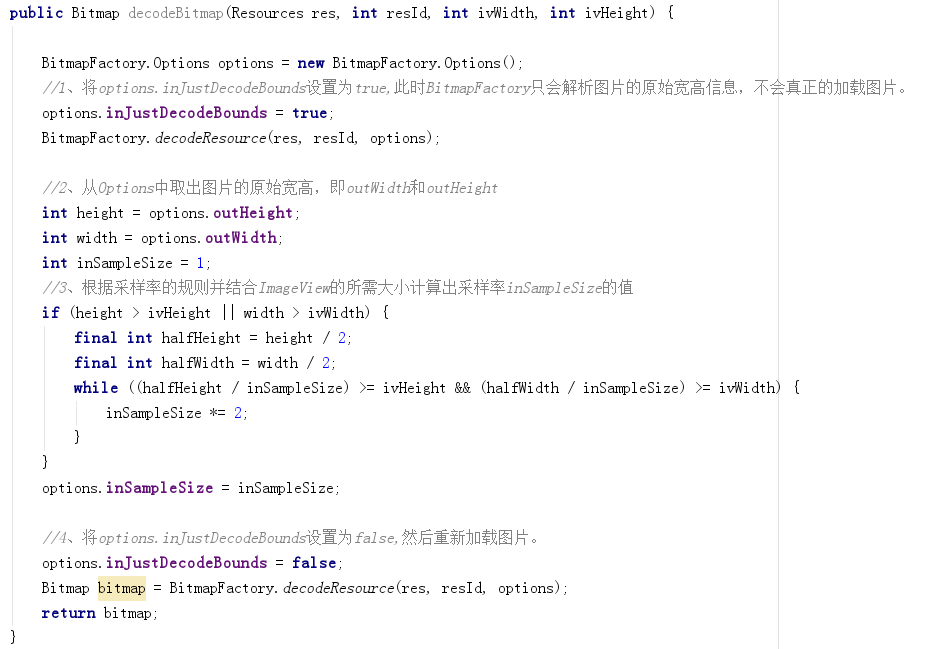 public Bitmap decodeBitmap(Resources res, int resId, int ivWidth, int ivHeight) {
BitmapFactory.Options options = new BitmapFactory.Options();
//1、将options.inJustDecodeBounds设置为true,此时BitmapFactory只会解析图片的原始宽高信息，不会真正的加载图片。
options.inJustDecodeBounds = true;
BitmapFactory.decodeResource(res, resId, options);
//2、从Options中取出图片的原始宽高，即outWidth和outHeight
int height = options.outHeight;
int width = options.outWidth;
int inSampleSize = 1;
//3、根据采样率的规则并结合ImageView的所需大小计算出采样率inSampleSize的值
if (height > ivHeight || width > ivWidth) {
final int halfHeight = height / 2;
final int halfWidth = width / 2;
while ((halfHeight / inSampleSize) >= ivHeight && (halfWidth / inSampleSize) >= ivWidth) {
inSampleSize *= 2;
}
}
options.inSampleSize = inSampleSize;
//4、将options.inJustDecodeBounds设置为false,然后重新加载图片。
options.inJustDecodeBounds = false;
Bitmap bitmap = BitmapFactory.decodeResource(res, resId, options);
return bitmap;
}